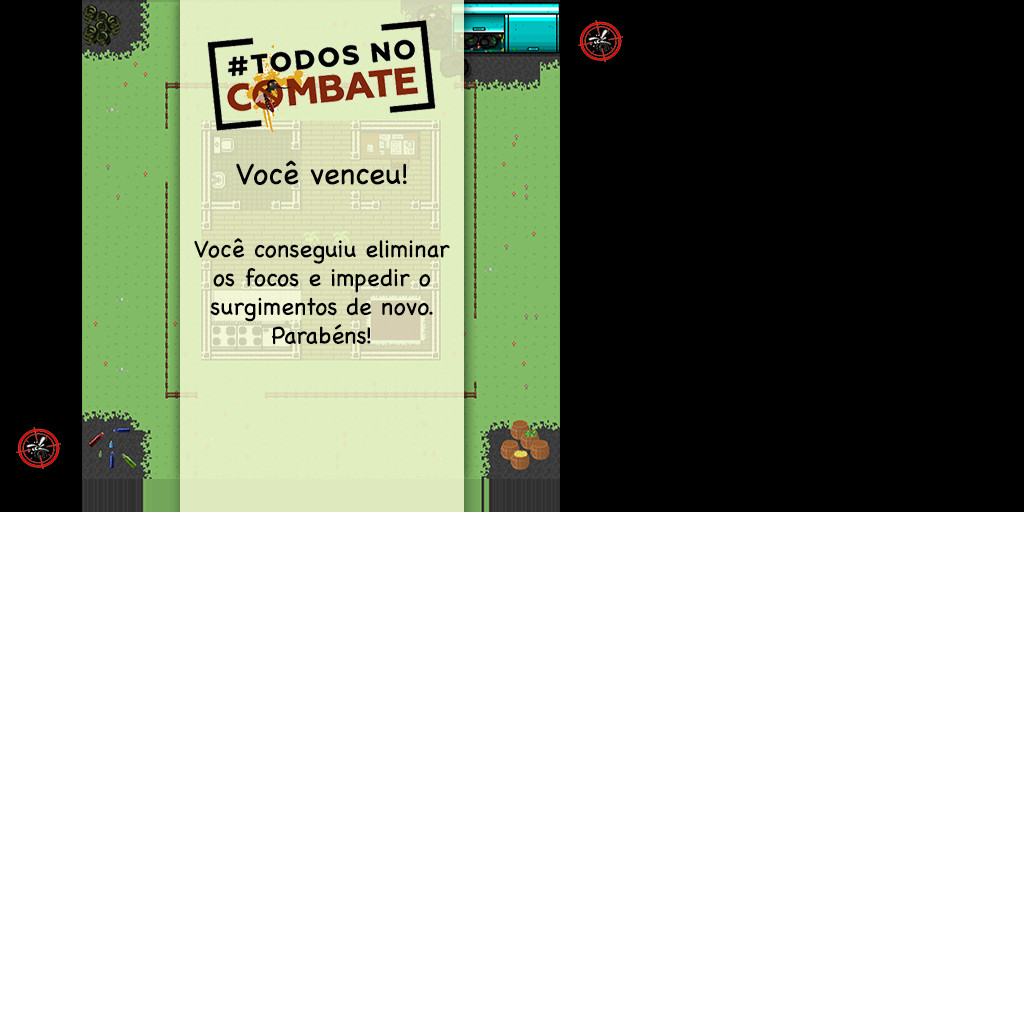 #TODOS NO
COMBATE
Você venceu!
Você conseguiu eliminar
os focos e impedir o
surgimentos de novo.
Parabéns!